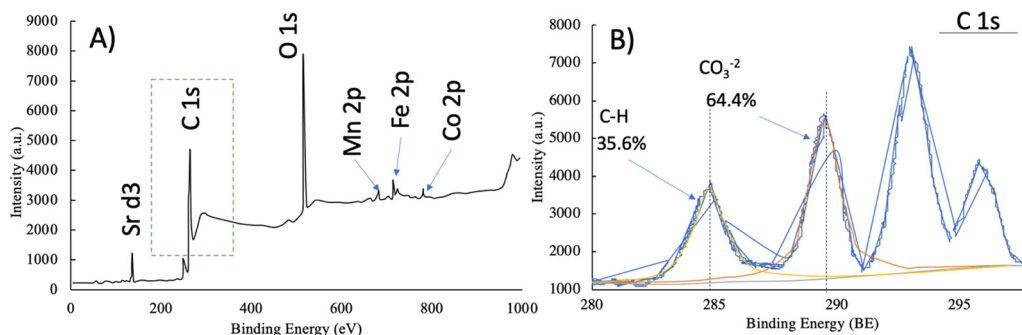 A)
9000
8000
7000
6000
5000
4000
3000
2000
1000
0
Intensity (a.u.)
Sr d3
C 1s
O 1s
Mn 2p
Fe 2p
Co 2p
0
200
400
600
800
1000
Binding Energy (eV)
B)
C 1s
8000
7000
6000
5000
4000
3000
2000
1000
Intensity (a.u.)
C-H
35.6%
CO₃⁻²
64.4%
280
285
290
295
Binding Energy (BE)